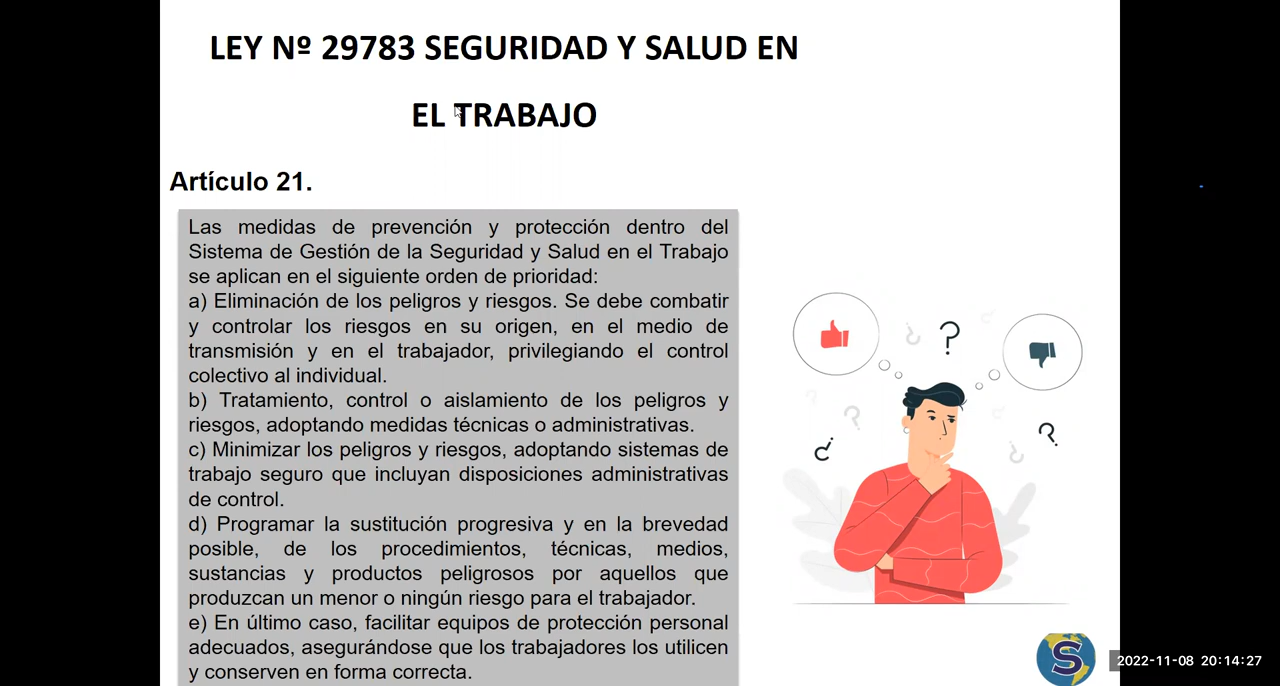 LEY Nº 29783 SEGURIDAD Y SALUD EN
EL TRABAJO
Artículo 21.
Las medidas de prevención y protección dentro del
Sistema de Gestión de la Seguridad y Salud en el Trabajo
se aplican en el siguiente orden de prioridad:
a) Eliminación de los peligros y riesgos. Se debe combatir
y controlar los riesgos en su origen, en el medio de
transmisión y en el trabajador, privilegiando el control
colectivo al individual.
b) Tratamiento, control o aislamiento de los peligros y
riesgos, adoptando medidas técnicas o administrativas.
c) Minimizar los peligros y riesgos, adoptando sistemas de
trabajo seguro que incluyan disposiciones administrativas
de control.
d) Programar la sustitución progresiva y en la brevedad
posible, de los procedimientos, técnicas, medios,
sustancias y productos peligrosos por aquellos que
produzcan un menor o ningún riesgo para el trabajador.
e) En último caso, facilitar equipos de protección personal
adecuados, asegurándose que los trabajadores los utilicen
y conserven en forma correcta.
S
2022-11-08 20:14:27